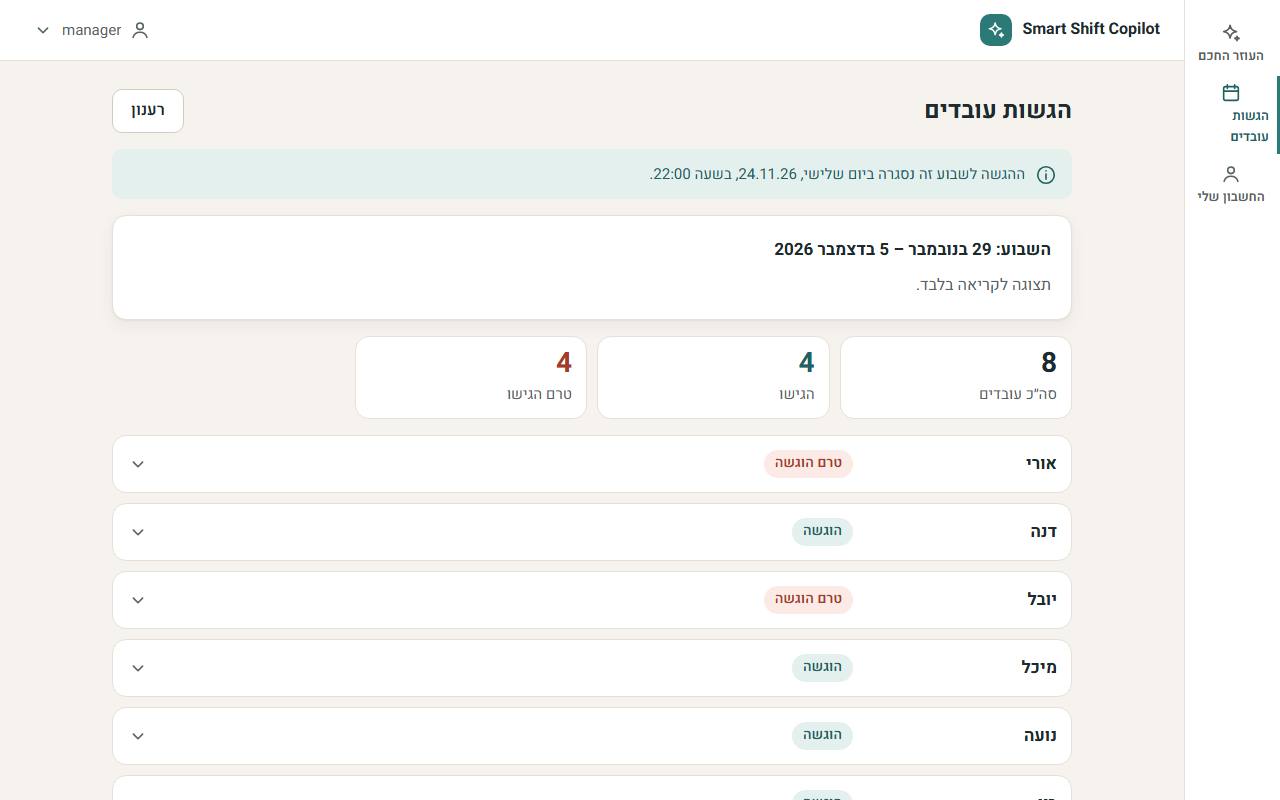 Smart Shift Copilot
manager
העוזר החכם
הגשות
עובדים
החשבון שלי
הגשות עובדים
רענון
ההגשה לשבוע זה נסגרה ביום שלישי, 24.11.26, בשעה 22:00.
השבוע: 29 בנובמבר – 5 בדצמבר 2026
תצוגה לקריאה בלבד.
8
סה״כ עובדים
4
הגישו
4
טרם הגישו
אורי
טרם הוגשה
דנה
הוגשה
יובל
טרם הוגשה
מיכל
הוגשה
נועה
הוגשה